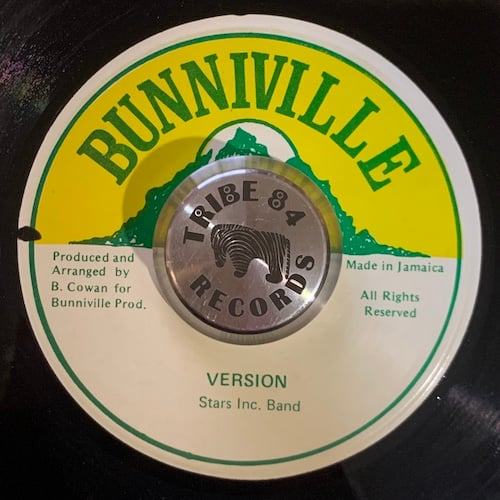 BUNNIVILLE
TRIBE 84
RECORDS
Produced and
Arranged by
B. Cowan for
Bunniville Prod.
Made in Jamaica
All Rights
Reserved
VERSION
Stars Inc. Band